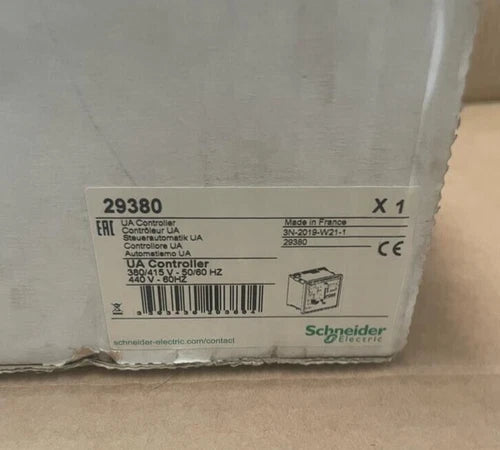 29380
X 1
EAC
UA Controller
Contrôleur UA
Steuerautomatik UA
Controllore UA
Automatismo UA
Made in France
3N-2019-W21-1
29380
CE
UA Controller
380/415 V - 50/60 HZ
440 V - 60HZ
schneider-electric.com/contact
Schneider
Electric